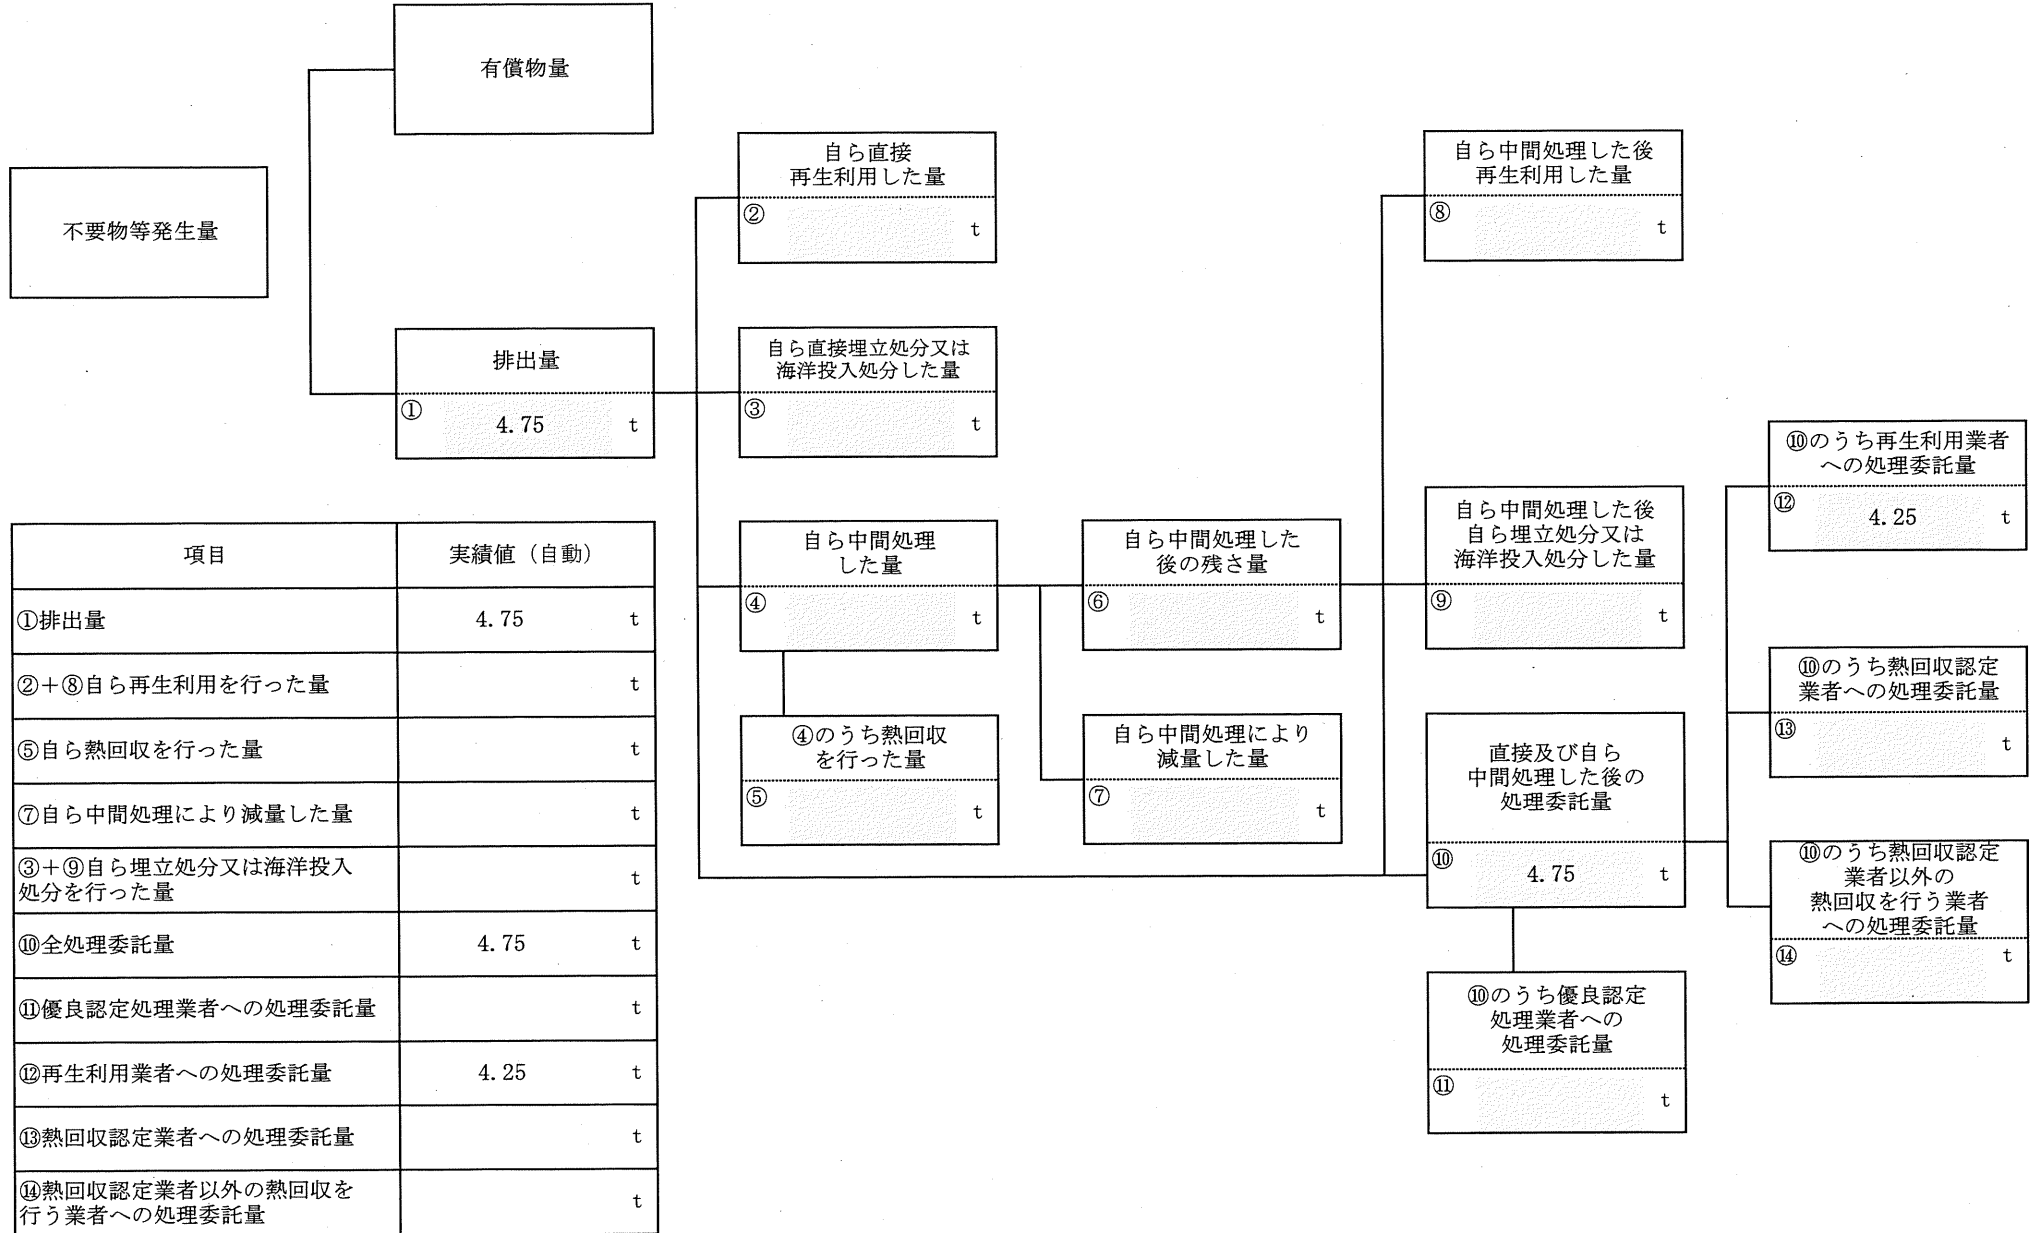 有償物量
不要物等発生量
排出量
①
4.75
t
自ら直接
再生利用した量
②
t
自ら直接埋立処分又は
海洋投入処分した量
③
t
自ら中間処理
した量
④
t
④のうち熱回収
を行った量
⑤
t
自ら中間処理した
後の残さ量
⑥
t
自ら中間処理により
減量した量
⑦
t
自ら中間処理した後
再生利用した量
⑧
t
自ら中間処理した後
自ら埋立処分又は
海洋投入処分した量
⑨
t
直接及び自ら
中間処理した後の
処理委託量
⑩
4.75
t
⑩のうち優良認定
処理業者への
処理委託量
⑪
t
⑩のうち再生利用業者
への処理委託量
⑫
4.25
t
⑩のうち熱回収認定
業者への処理委託量
⑬
t
⑩のうち熱回収認定
業者以外の
熱回収を行う業者
への処理委託量
⑭
t
項目 実績値（自動）
①排出量 4.75 t
②＋⑧自ら再生利用を行った量 t
⑤自ら熱回収を行った量 t
⑦自ら中間処理により減量した量 t
③＋⑨自ら埋立処分又は海洋投入
処分を行った量 t
⑩全処理委託量 4.75 t
⑪優良認定処理業者への処理委託量 t
⑫再生利用業者への処理委託量 4.25 t
⑬熱回収認定業者への処理委託量 t
⑭熱回収認定業者以外の熱回収を
行う業者への処理委託量 t